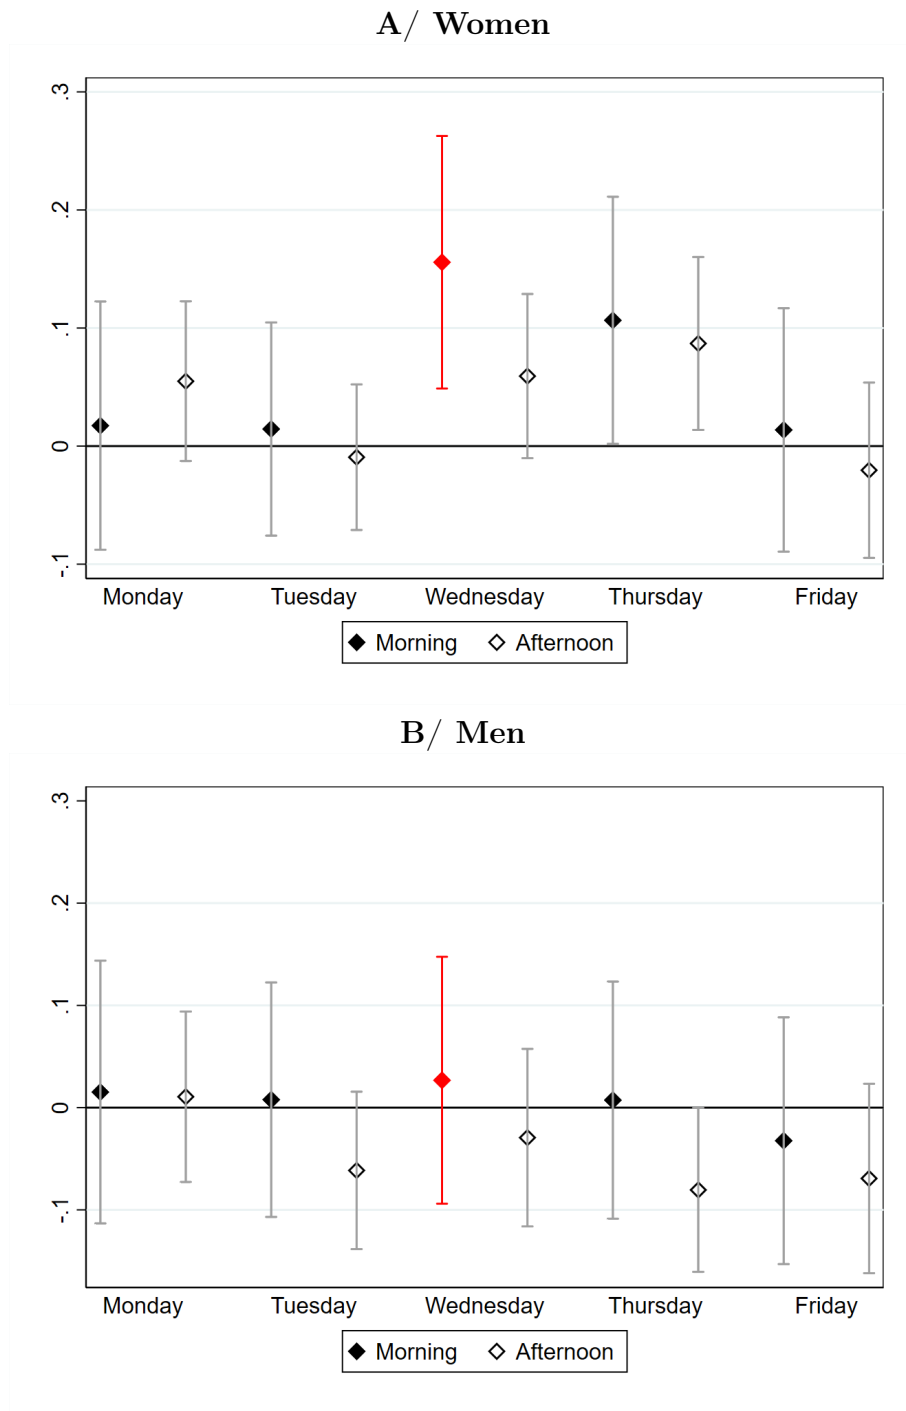 A/ Women
.3
.2
.1
0
-.1
Monday Tuesday Wednesday Thursday Friday
Morning Afternoon
B/ Men
.3
.2
.1
0
-.1
Monday Tuesday Wednesday Thursday Friday
Morning Afternoon